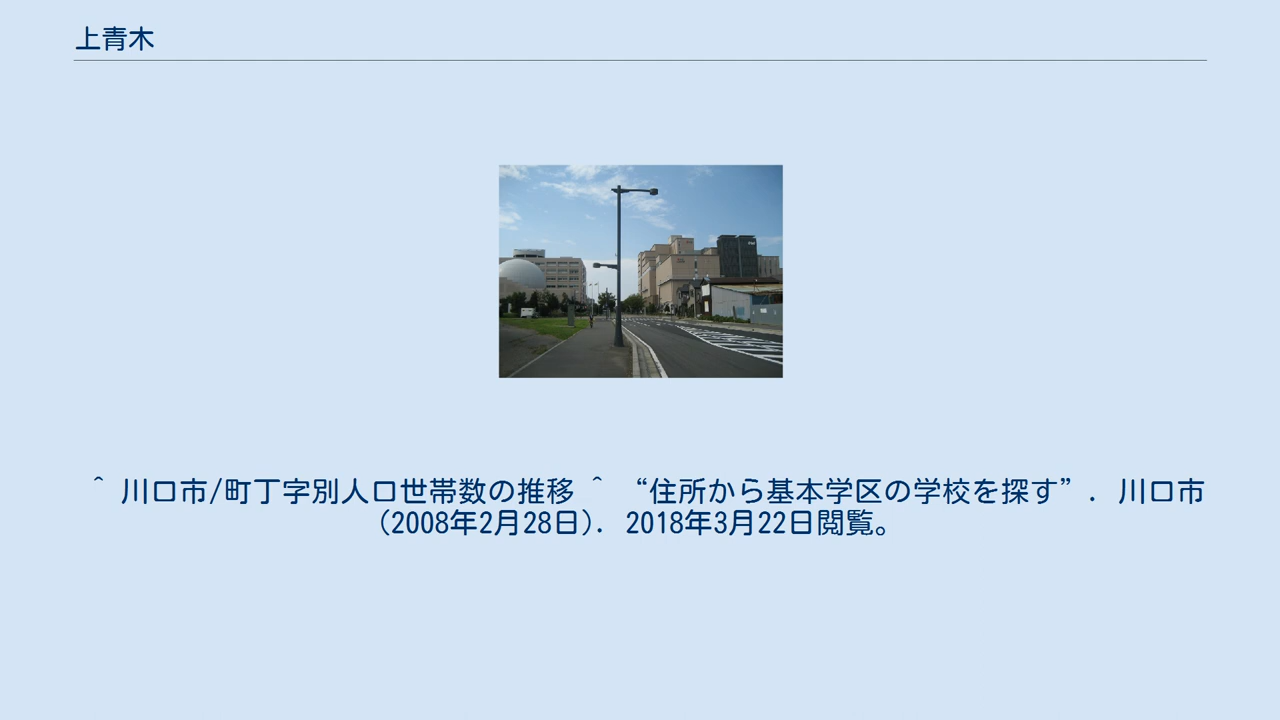 上青木
^ 川口市/町丁字別人口世帯数の推移 ^ “住所から基本学区の学校を探す”. 川口市
(2008年2月28日). 2018年3月22日閲覧。